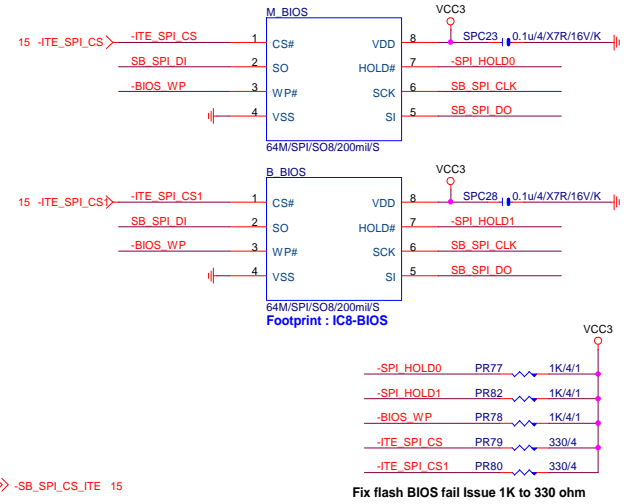 M_BIOS
VCC3
15 -ITE_SPI_CS -ITE_SPI_CS 1 CS# VDD 8 SPC23 0.1u/4/X7R/16V/K
SB_SPI_DI 2 SO HOLD# 7 -SPI_HOLD0
-BIOS_WP 3 WP# SCK 6 SB_SPI_CLK
4 VSS SI 5 SB_SPI_DO
64M/SPI/SO8/200mil/S
B_BIOS
VCC3
15 -ITE_SPI_CS1 -ITE_SPI_CS1 1 CS# VDD 8 SPC28 0.1u/4/X7R/16V/K
SB_SPI_DI 2 SO HOLD# 7 -SPI_HOLD1
-BIOS_WP 3 WP# SCK 6 SB_SPI_CLK
4 VSS SI 5 SB_SPI_DO
64M/SPI/SO8/200mil/S
Footprint : IC8-BIOS
VCC3
-SPI_HOLD0 PR77 1K/4/1
-SPI_HOLD1 PR82 1K/4/1
-BIOS_WP PR78 1K/4/1
-ITE_SPI_CS PR79 330/4
-ITE_SPI_CS1 PR80 330/4
-SB_SPI_CS_ITE 15
Fix flash BIOS fail Issue 1K to 330 ohm